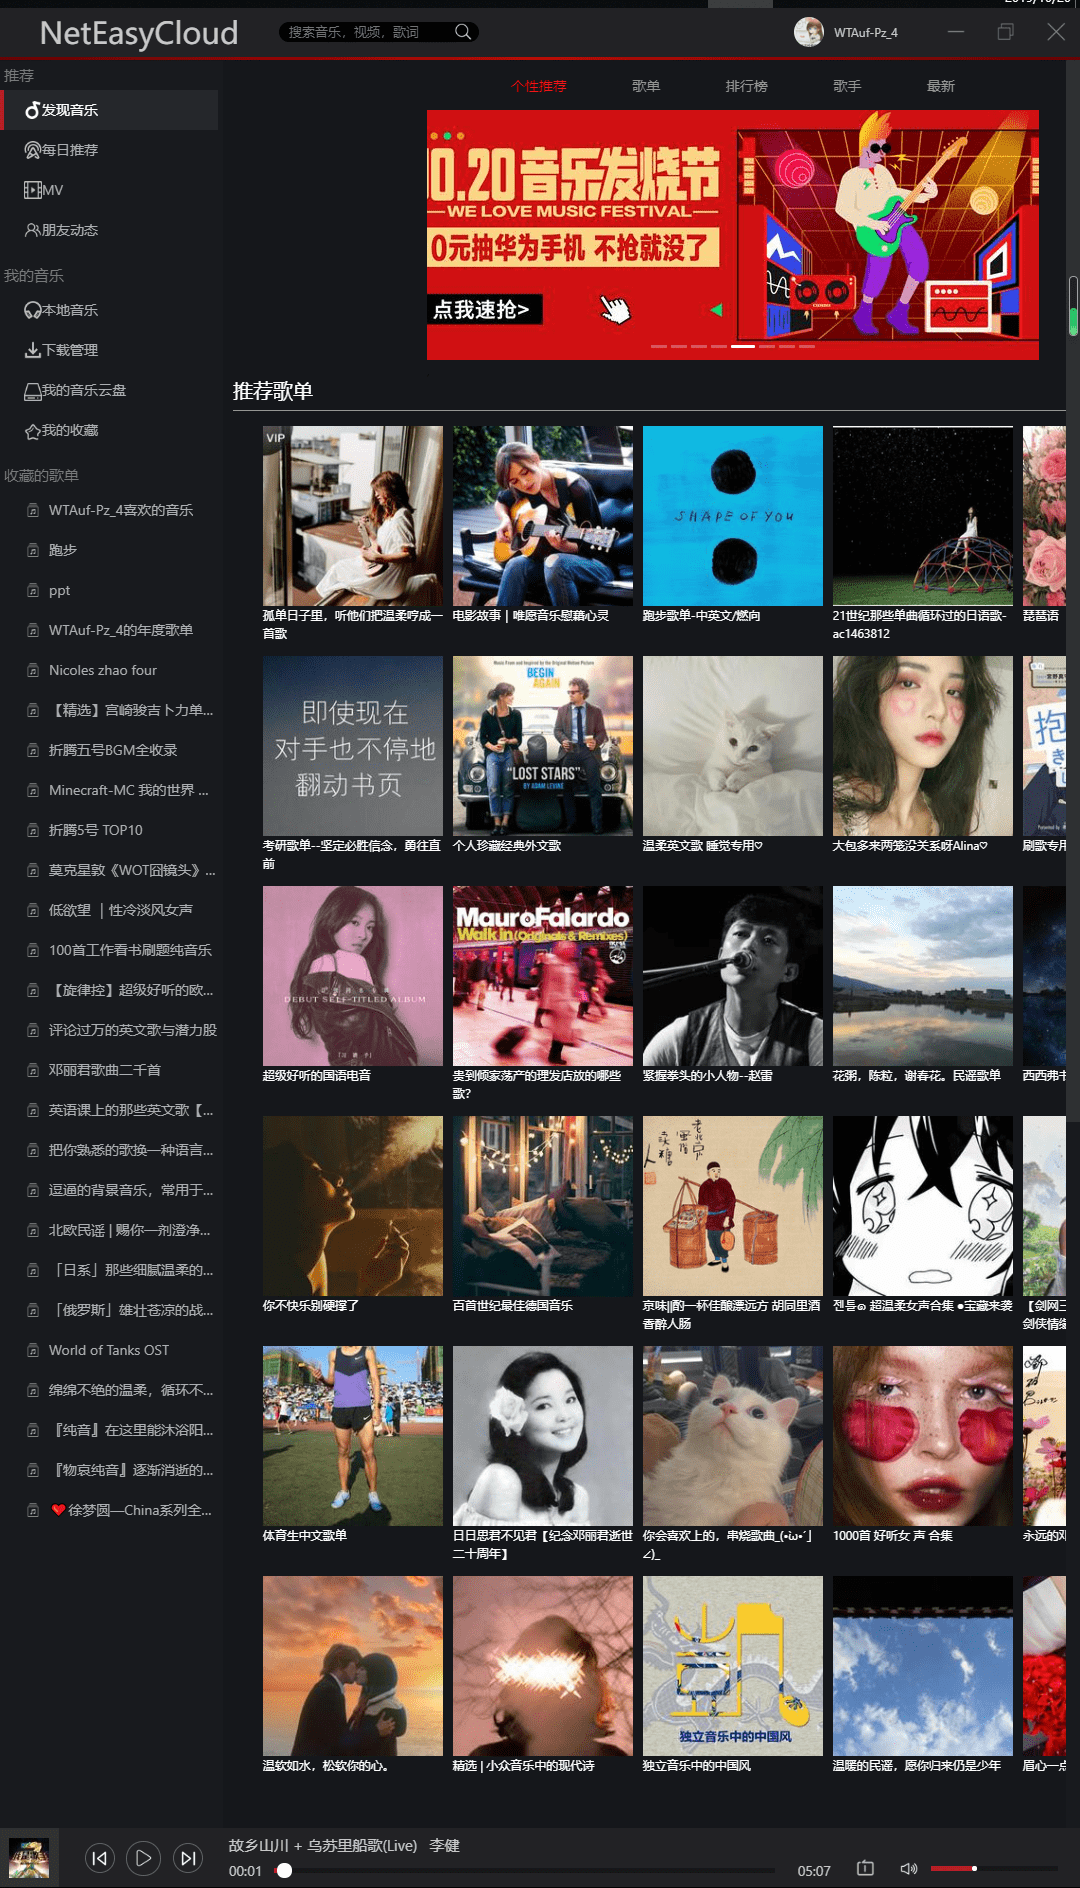 NetEasyCloud
搜索音乐，视频，歌词
WTAuf-Pz_4
推荐
发现音乐
每日推荐
MV
朋友动态
我的音乐
本地音乐
下载管理
我的音乐云盘
我的收藏
收藏的歌单
WTAuf-Pz_4喜欢的音乐
跑步
ppt
WTAuf-Pz_4的年度歌单
Nicoles zhao four
【精选】宫崎骏吉卜力单...
折腾五号BGM全收录
Minecraft-MC 我的世界 ...
折腾5号 TOP10
莫克星敦《WOT囧镜头》...
低欲望 ｜性冷淡风女声
100首工作看书刷题纯音乐
【旋律控】超级好听的欧...
评论过万的英文歌与潜力股
邓丽君歌曲二千首
英语课上的那些英文歌【...
把你熟悉的歌换一种语言...
逗逼的背景音乐，常用于...
北欧民谣 | 赐你一剂澄净...
「日系」那些细腻温柔的...
「俄罗斯」雄壮苍凉的战...
World of Tanks OST
绵绵不绝的温柔，循环不...
『纯音』在这里能沐浴阳...
『物哀纯音』逐渐消逝的...
❤徐梦圆—China系列全...
个性推荐 歌单 排行榜 歌手 最新
10.20音乐发烧节
WE LOVE MUSIC FESTIVAL
0元抽华为手机 不抢就没了
点我速抢>
推荐歌单
VIP
SHAPE OF YOU
孤单日子里，听他们把温柔哼成一首歌
电影故事 | 唯愿音乐慰藉心灵
跑步歌单-中英文/燃向
21世纪那些单曲循环过的日语歌-ac1463812
琵琶语
即使现在
对手也不停地
翻动书页
Music From and Inspired by the Original Motion Picture
BEGIN AGAIN
"LOST STARS"
BY ADAM LEVINE
抱
考研歌单--坚定必胜信念，勇往直前
个人珍藏经典外文歌
温柔英文歌 睡觉专用♡
大包多来两笼没关系呀Alina♡
刷歌专用
DEBUT SELF-TITLED ALBUM
MauroFalardo
Walk in (Originals & Remixes)
超级好听的国语电音
贵到倾家荡产的理发店放的哪些歌？
紧握拳头的小人物--赵雷
花粥，陈粒，谢春花。民谣歌单
西西弗书
你不快乐别硬撑了
百首世纪最佳德国音乐
京味||酌一杯佳酿漂远方 胡同里酒香醉人肠
젠틀๑ 超温柔女声合集 ●宝藏来袭
【剑网三
剑侠情缘
体育生中文歌单
日日思君不见君【纪念邓丽君逝世二十周年】
你会喜欢上的，串烧歌曲_(•̀ω•́」∠)_
1000首 好听女 声 合集
永远的邓
独立音乐中的中国风
温软如水，松软你的心。
精选 | 小众音乐中的现代诗
独立音乐中的中国风
温暖的民谣，愿你归来仍是少年
眉心一点
故乡山川 + 乌苏里船歌(Live) 李健
00:01
05:07